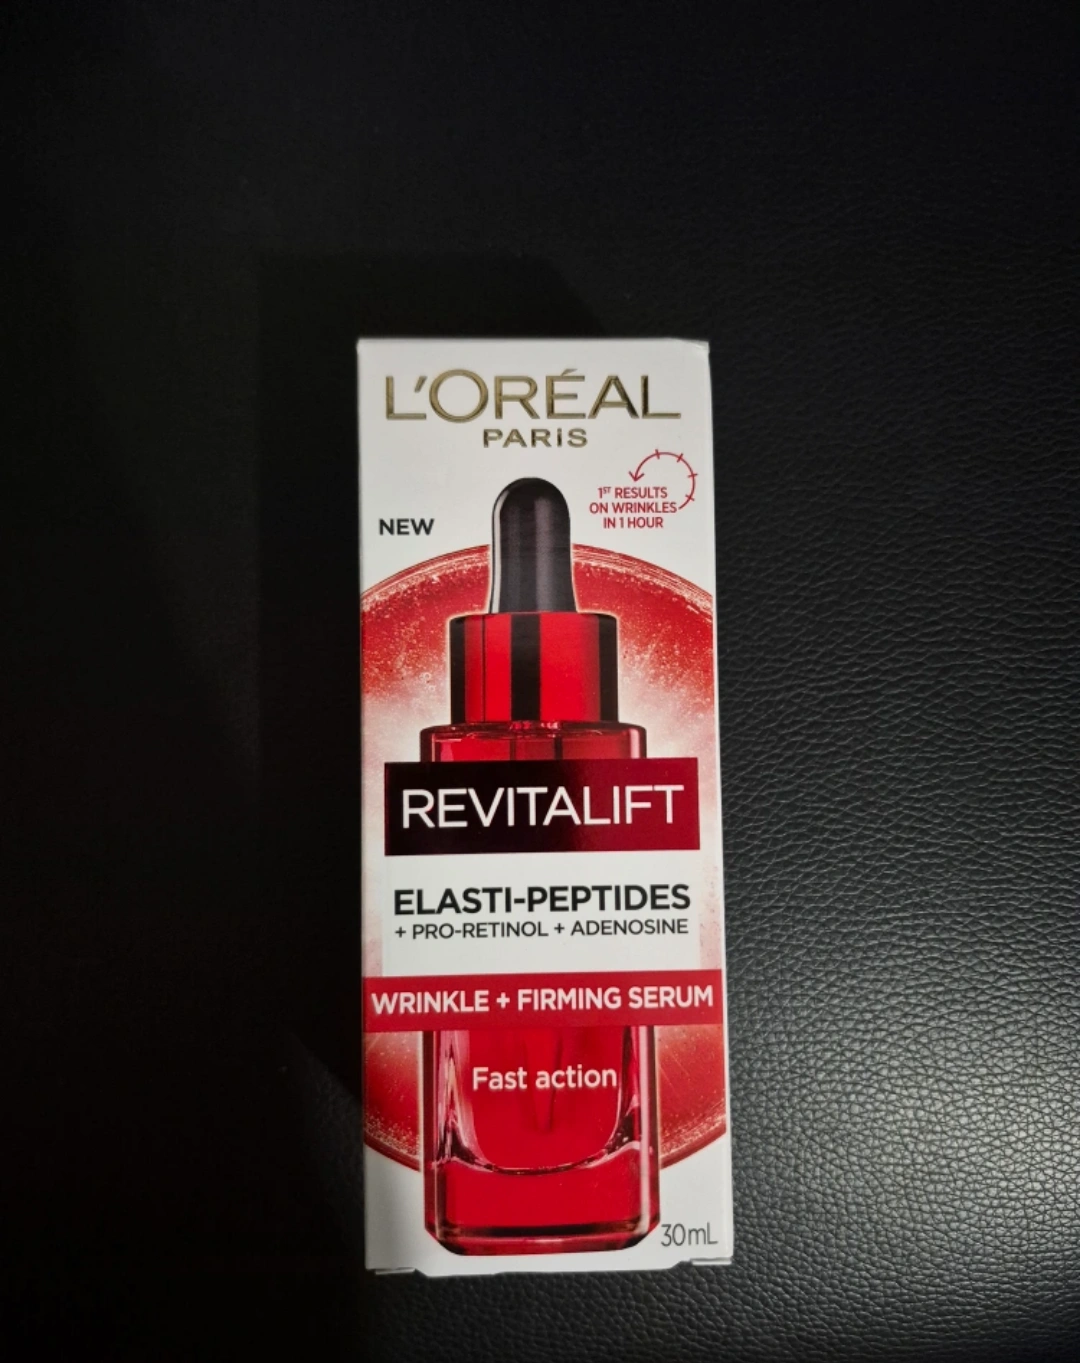 L'ORÉAL
PARIS
1ST RESULTS
ON WRINKLES
IN 1 HOUR
NEW
REVITALIFT
ELASTI-PEPTIDES
+ PRO-RETINOL + ADENOSINE
WRINKLE + FIRMING SERUM
Fast action
30mL